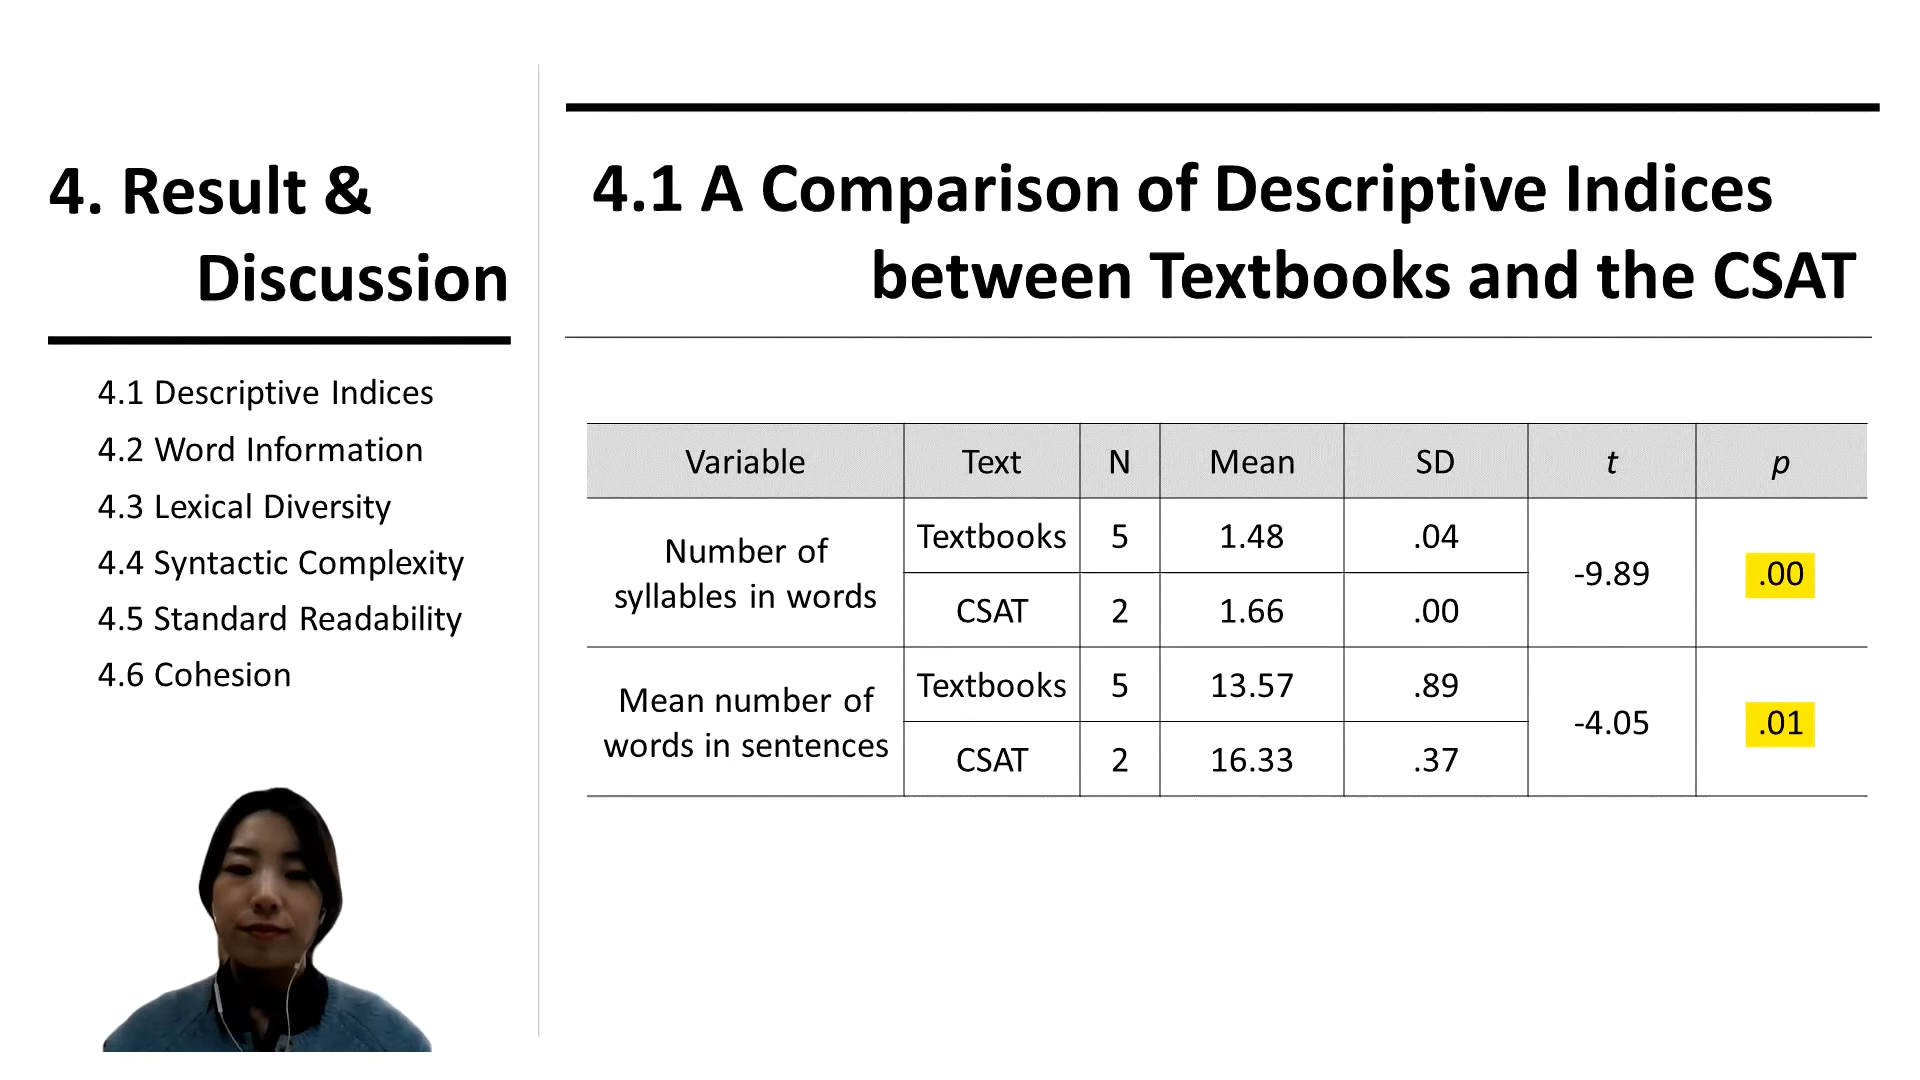 4. Result &
Discussion
4.1 Descriptive Indices
4.2 Word Information
4.3 Lexical Diversity
4.4 Syntactic Complexity
4.5 Standard Readability
4.6 Cohesion
4.1 A Comparison of Descriptive Indices
between Textbooks and the CSAT
Variable Text N Mean SD t p
Number of
syllables in words
Textbooks 5 1.48 .04
CSAT 2 1.66 .00
-9.89 .00
Mean number of
words in sentences
Textbooks 5 13.57 .89
CSAT 2 16.33 .37
-4.05 .01